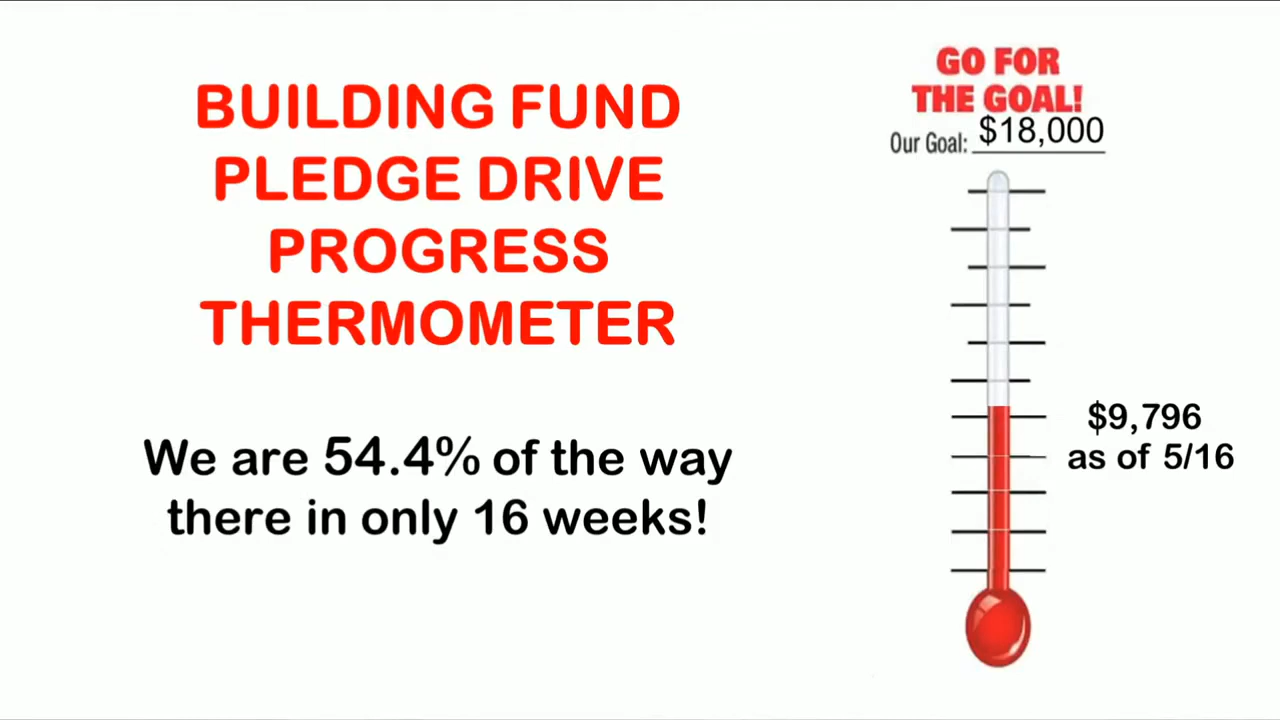 BUILDING FUND
PLEDGE DRIVE
PROGRESS
THERMOMETER
We are 54.4% of the way
there in only 16 weeks!
GO FOR
THE GOAL!
Our Goal: $18,000
$9,796
as of 5/16